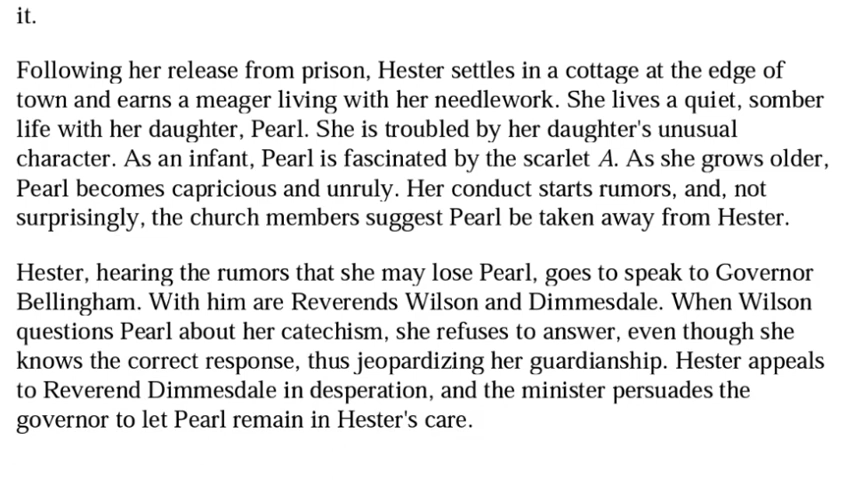 it.
Following her release from prison, Hester settles in a cottage at the edge of
town and earns a meager living with her needlework. She lives a quiet, somber
life with her daughter, Pearl. She is troubled by her daughter's unusual
character. As an infant, Pearl is fascinated by the scarlet A. As she grows older,
Pearl becomes capricious and unruly. Her conduct starts rumors, and, not
surprisingly, the church members suggest Pearl be taken away from Hester.
Hester, hearing the rumors that she may lose Pearl, goes to speak to Governor
Bellingham. With him are Reverends Wilson and Dimmesdale. When Wilson
questions Pearl about her catechism, she refuses to answer, even though she
knows the correct response, thus jeopardizing her guardianship. Hester appeals
to Reverend Dimmesdale in desperation, and the minister persuades the
governor to let Pearl remain in Hester's care.